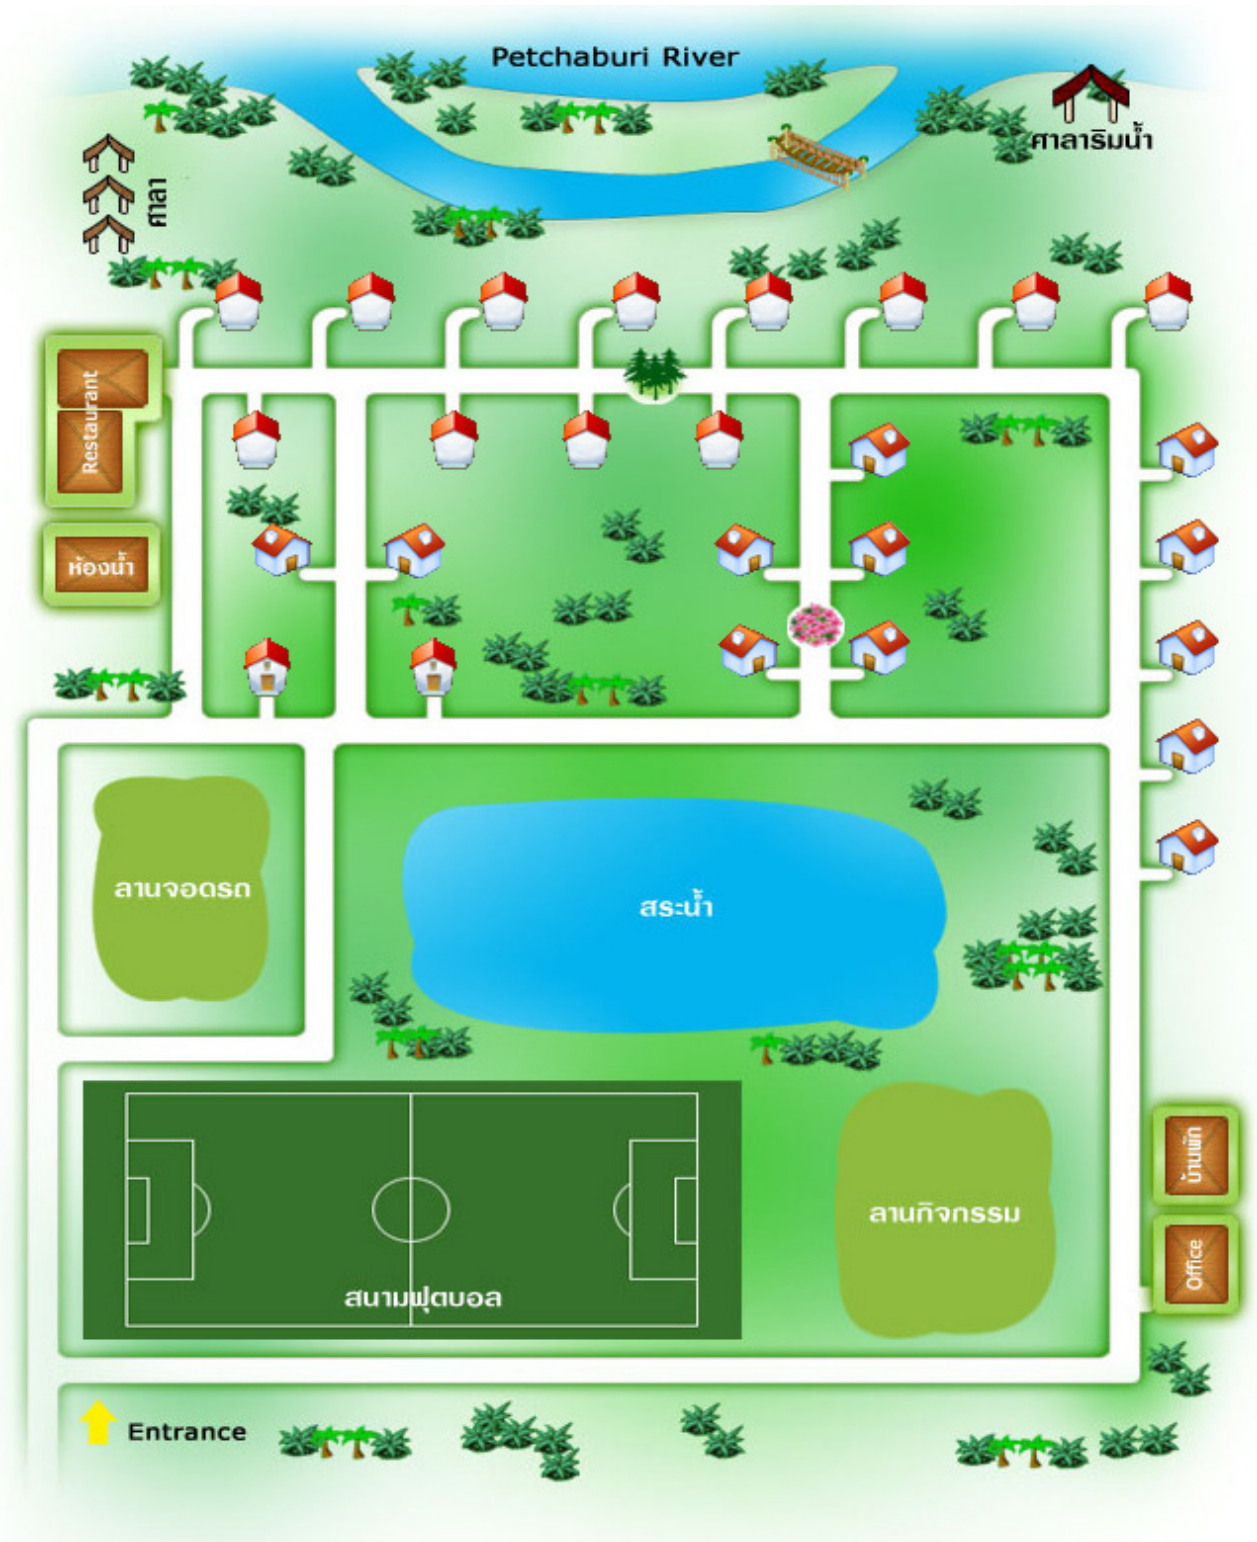 Petchaburi River
ศาลาริมน้ำ
ศาลา
Restaurant
ห้องน้ำ
ลานจอดรถ
สระน้ำ
บ้านพัก
ลานกิจกรรม
Office
สนามฟุตบอล
Entrance